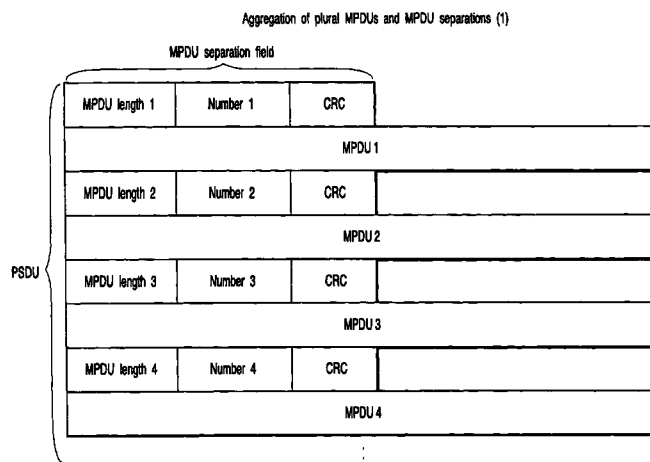 Aggregation of plural MPDUs and MPDU separations (1)
MPDU separation field
MPDU length 1 Number 1 CRC
MPDU 1
MPDU length 2 Number 2 CRC
MPDU 2
PSDU
MPDU length 3 Number 3 CRC
MPDU 3
MPDU length 4 Number 4 CRC
MPDU 4
⋮